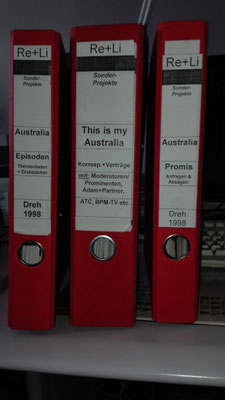 Re+Li
Sonder-
Projekte
Australia
Episoden
Themenlisten
+ Drehbücher
Dreh
1998
Re+Li
Sonder-
Projekte
This is my
Australia
Korresp.+Verträge
mit: Moderatoren/
Prominenten,
Adam+Partner,
ATC, BPM-TV etc.
Re+Li
Sonder-
Projekte
Australia
Promis
Anfragen &
Absagen
Dreh
1998